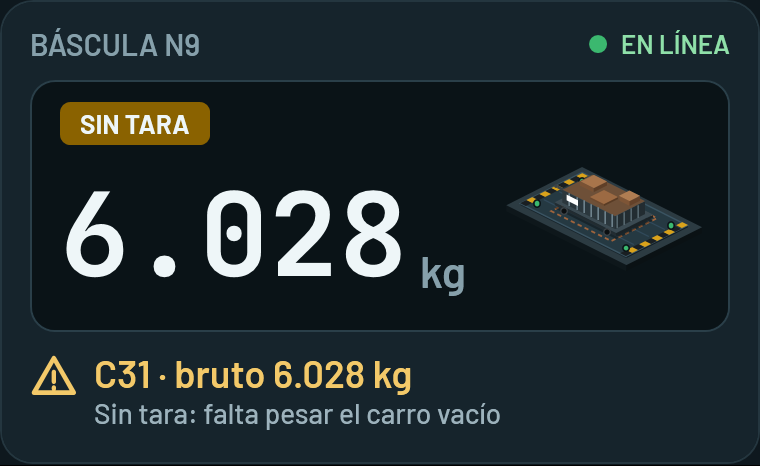 BÁSCULA N9
EN LÍNEA
SIN TARA
6.028 kg
C31 · bruto 6.028 kg
Sin tara: falta pesar el carro vacío